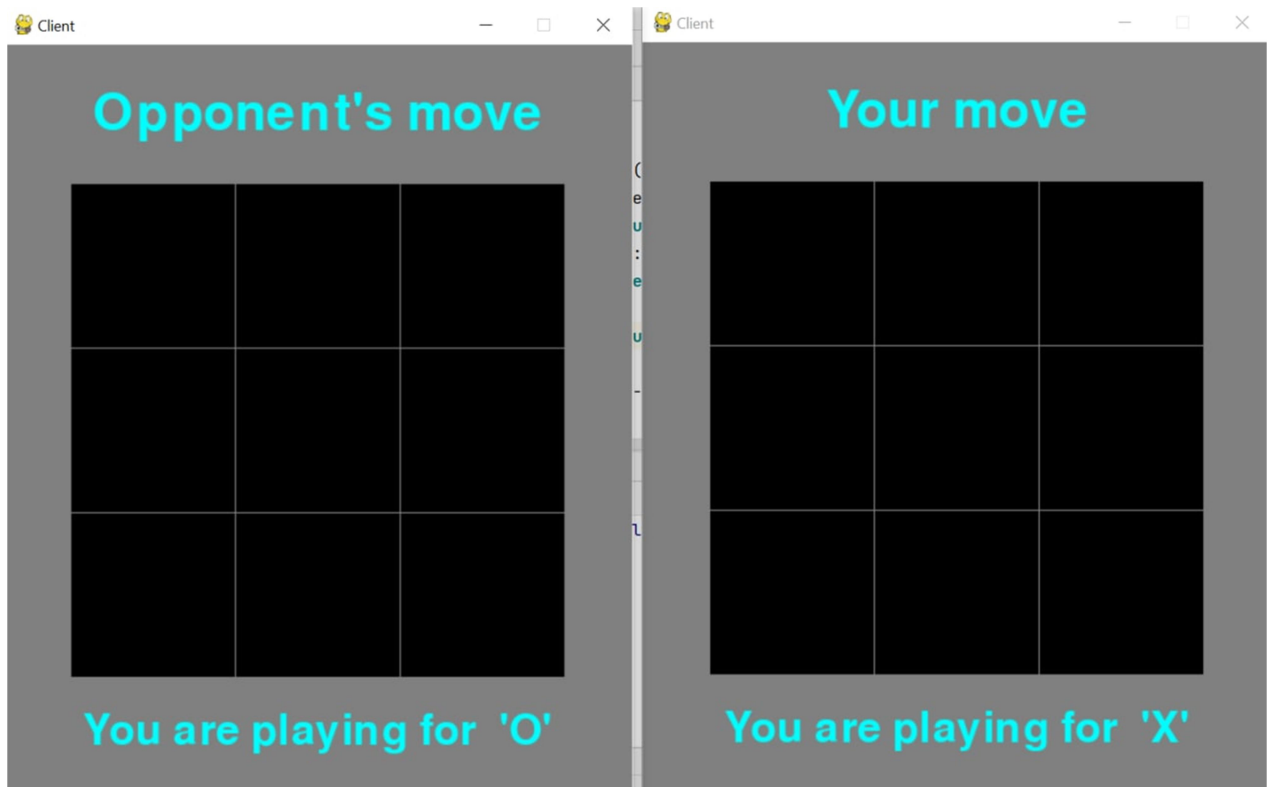 Client
Opponent's move
You are playing for 'O'
(
e
u
:
e
u
-
l
Client
Your move
You are playing for 'X'